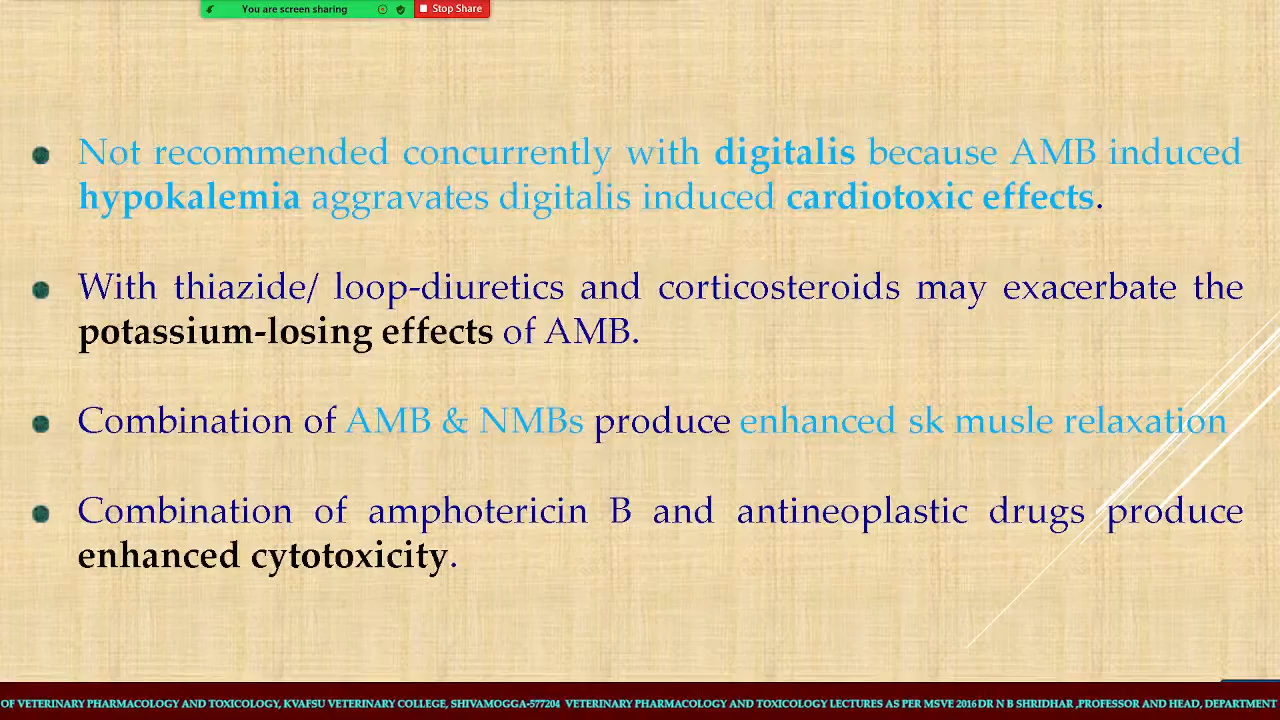 You are screen sharing
Stop Share
Not recommended concurrently with digitalis because AMB induced
hypokalemia aggravates digitalis induced cardiotoxic effects.
With thiazide/ loop-diuretics and corticosteroids may exacerbate the
potassium-losing effects of AMB.
Combination of AMB & NMBs produce enhanced sk musle relaxation
Combination of amphotericin B and antineoplastic drugs produce
enhanced cytotoxicity.
OF VETERINARY PHARMACOLOGY AND TOXICOLOGY, KVAFSU VETERINARY COLLEGE, SHIVAMOGGA-577204 VETERINARY PHARMACOLOGY AND TOXICOLOGY LECTURES AS PER MSVE 2016 DR N B SHRIDHAR ,PROFESSOR AND HEAD, DEPARTMENT